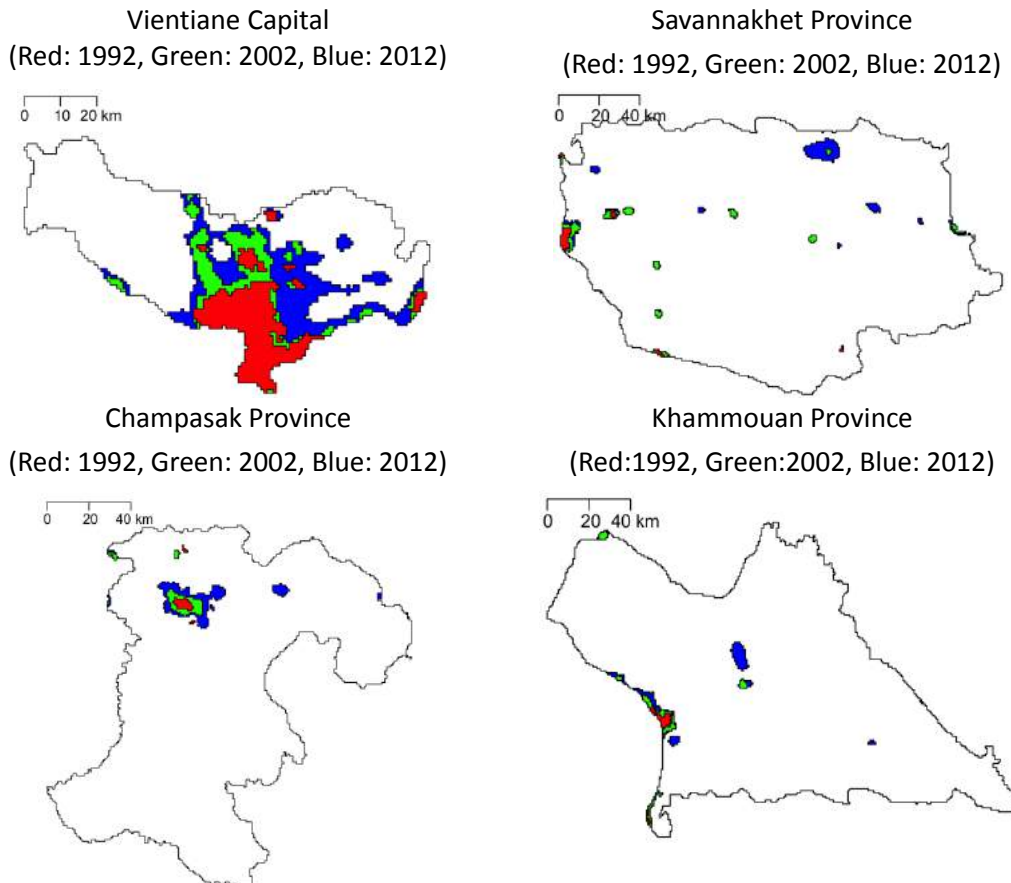 Vientiane Capital
(Red: 1992, Green: 2002, Blue: 2012)
0 10 20 km
Savannakhet Province
(Red: 1992, Green: 2002, Blue: 2012)
0 20 40 km
Champasak Province
(Red: 1992, Green: 2002, Blue: 2012)
0 20 40 km
Khammouan Province
(Red:1992, Green:2002, Blue: 2012)
0 20 40 km